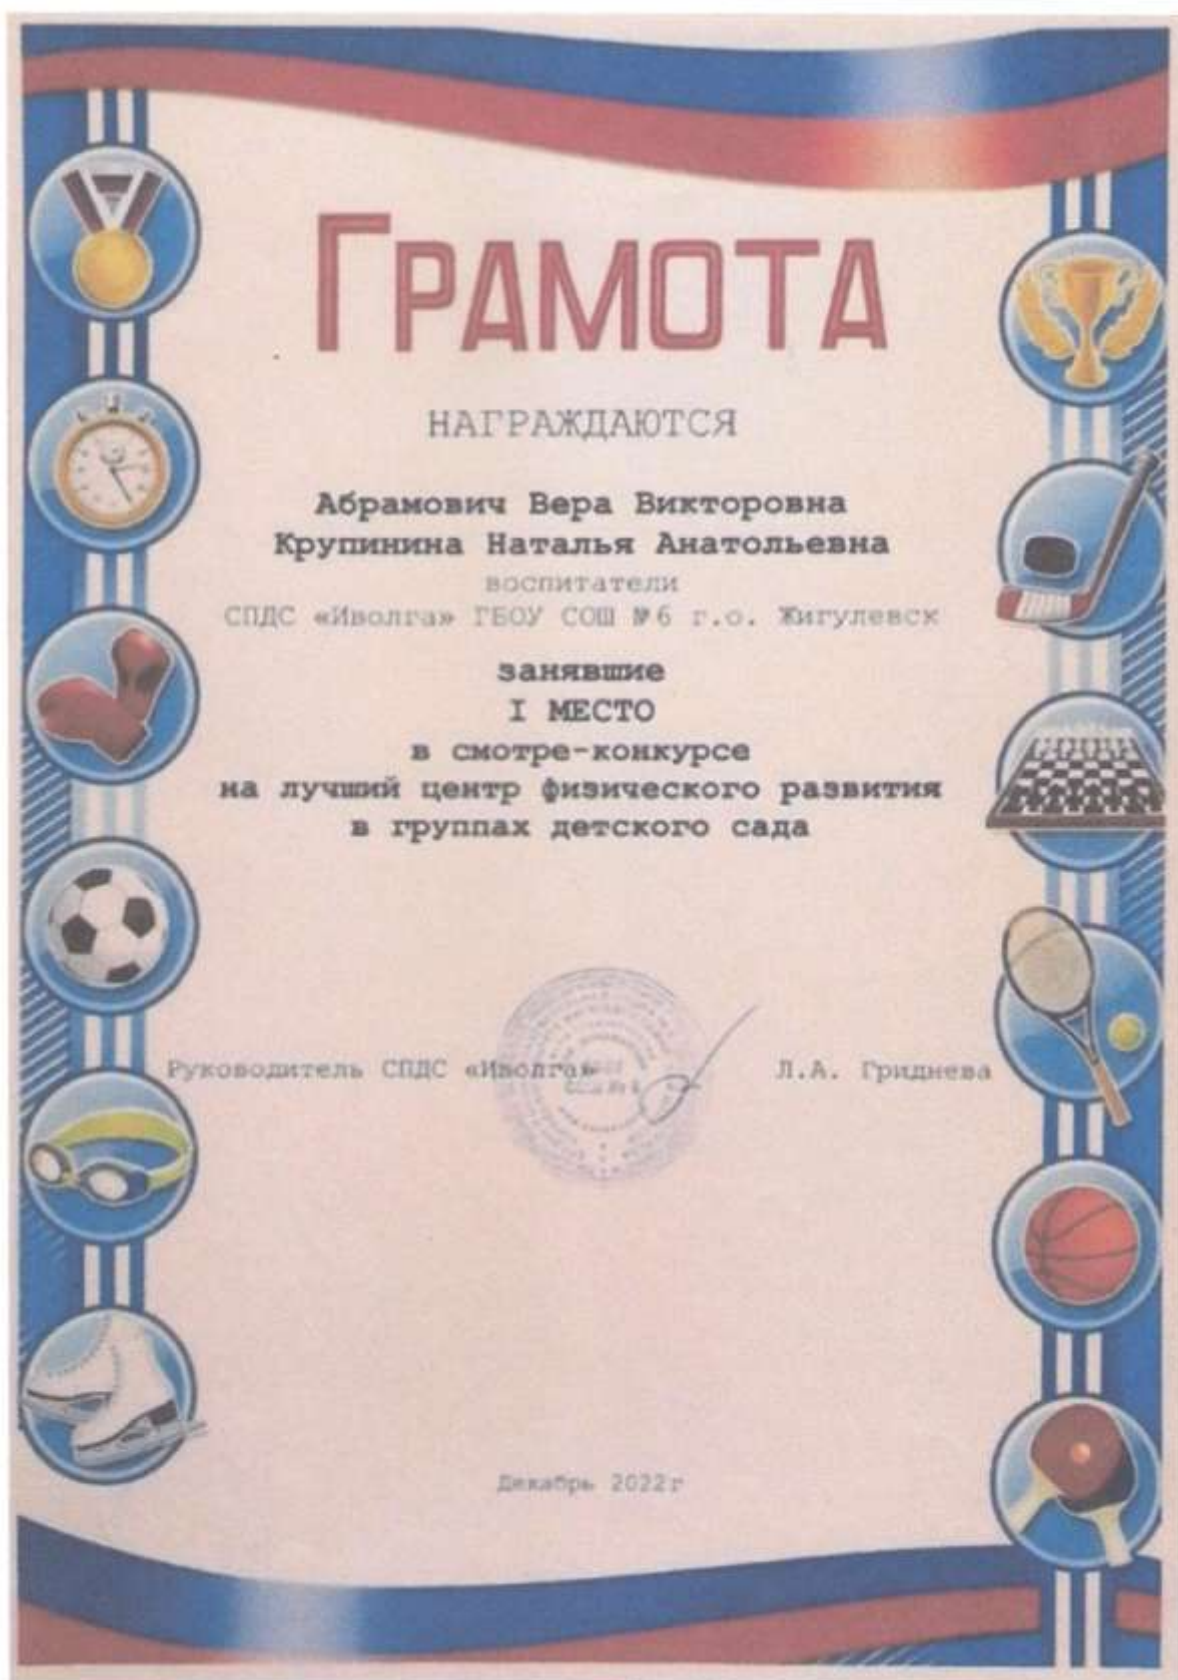 ГРАМОТА
НАГРАЖДАЮТСЯ
Абрамович Вера Викторовна
Крупинина Наталья Анатольевна
воспитатели
СПДС «Иволга» ГБОУ СОШ №6 г.о. Жигулевск
занявшие
I МЕСТО
в смотре-конкурсе
на лучший центр физического развития
в группах детского сада
Руководитель СПДС «Иволга» Л.А. Гриднева
Декабрь 2022г